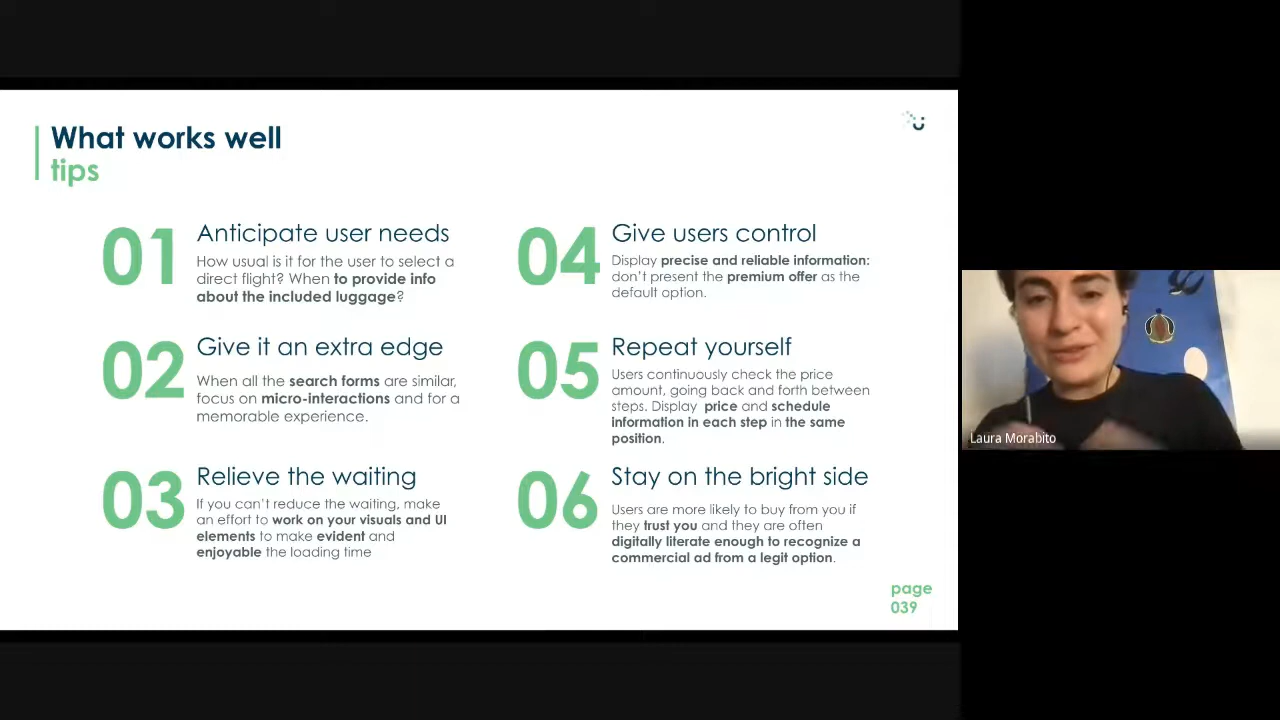 What works well
tips
01
Anticipate user needs
How usual is it for the user to select a
direct flight? When to provide info
about the included luggage?
02
Give it an extra edge
When all the search forms are similar,
focus on micro-interactions and for a
memorable experience.
03
Relieve the waiting
If you can't reduce the waiting, make
an effort to work on your visuals and UI
elements to make evident and
enjoyable the loading time
04
Give users control
Display precise and reliable information:
don't present the premium offer as the
default option.
05
Repeat yourself
Users continuously check the price
amount, going back and forth between
steps. Display price and schedule
information in each step in the same
position.
06
Stay on the bright side
Users are more likely to buy from you if
they trust you and they are often
digitally literate enough to recognize a
commercial ad from a legit option.
page
039
Laura Morabito